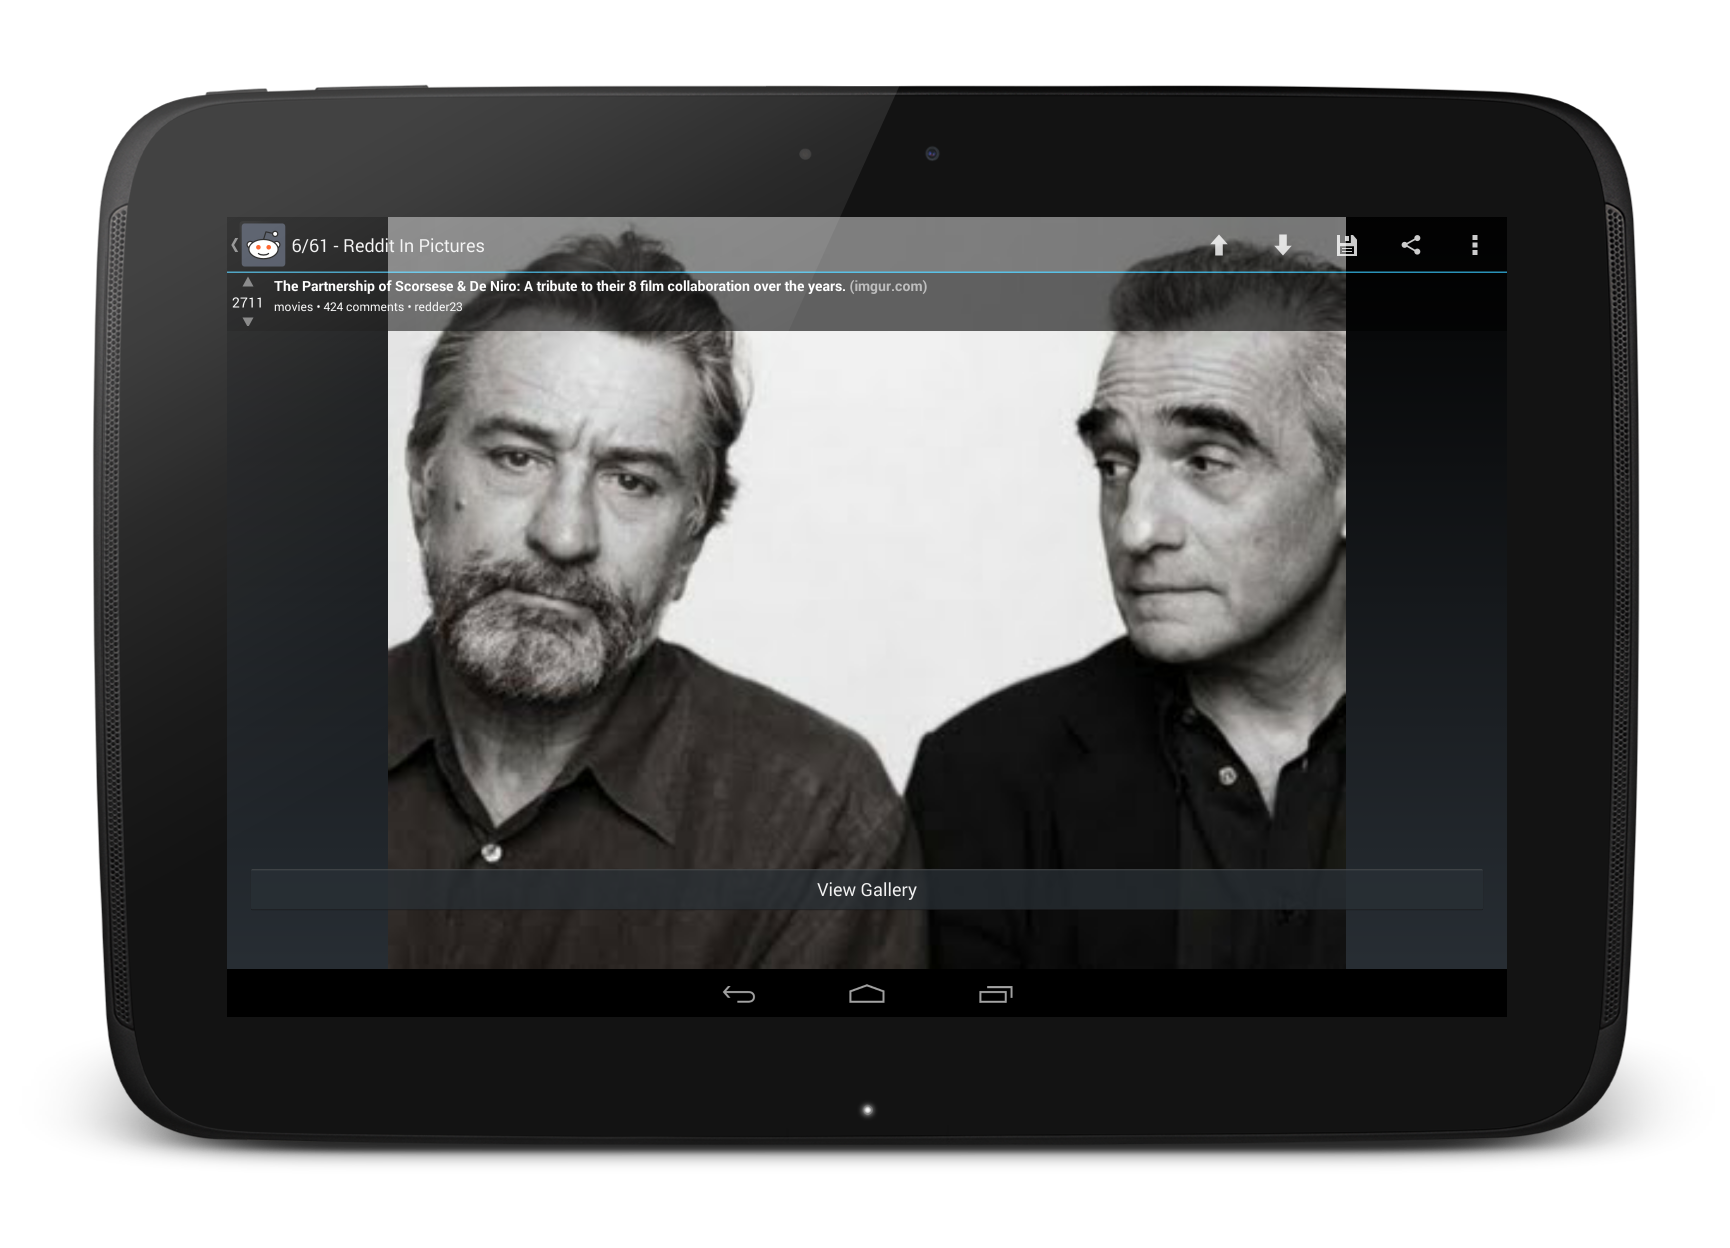 6/61 - Reddit In Pictures
The Partnership of Scorsese & De Niro: A tribute to their 8 film collaboration over the years. (imgur.com)
2711
movies • 424 comments • redder23
View Gallery